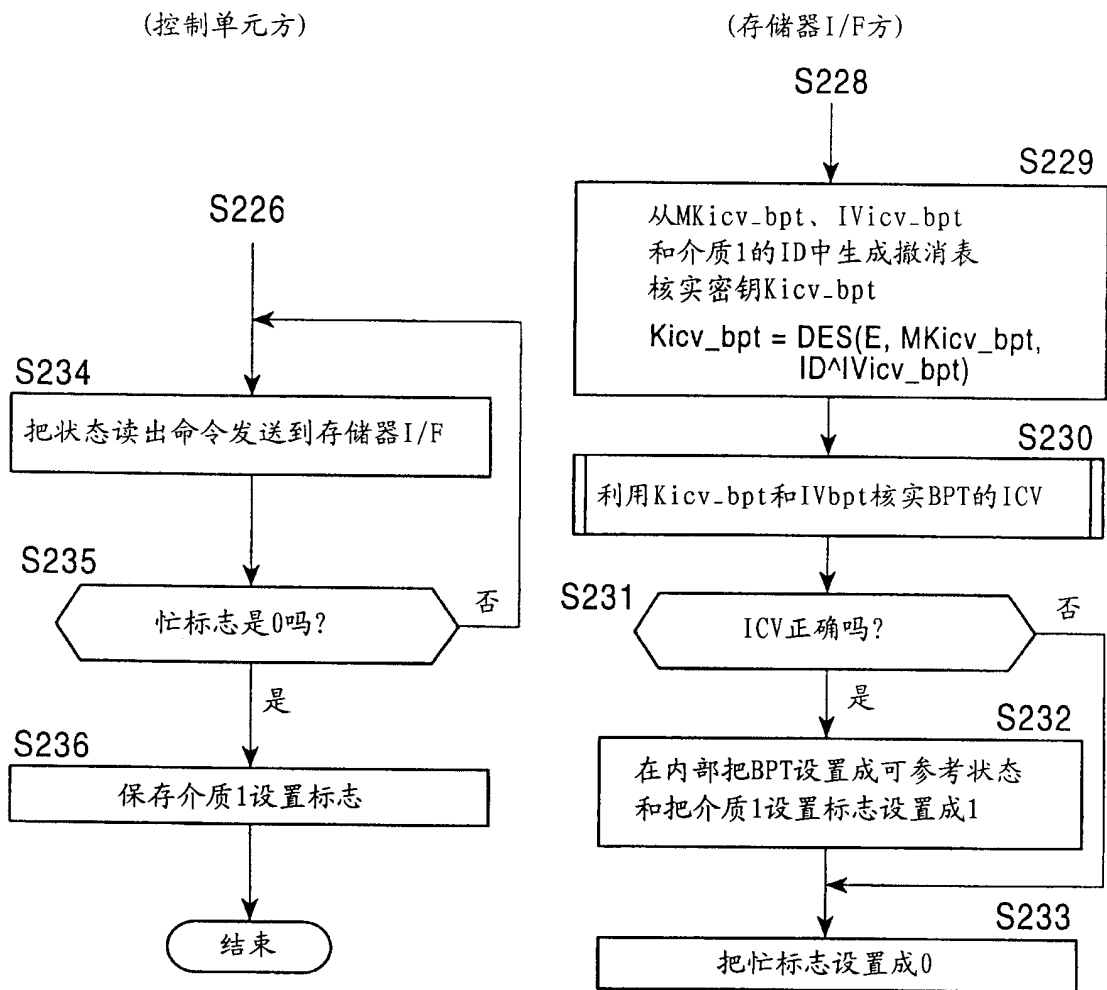 (控制单元方)
S226
S234
把状态读出命令发送到存储器I/F
S235
忙标志是0吗?
否
是
S236
保存介质1设置标志
结束
(存储器I/F方)
S228
S229
从MKicv_bpt、IVicv_bpt
和介质1的ID中生成撤消表
核实密钥Kicv_bpt
Kicv_bpt = DES(E, MKicv_bpt,
ID^IVicv_bpt)
S230
利用Kicv_bpt和IVbpt核实BPT的ICV
S231
ICV正确吗?
否
是
S232
在内部把BPT设置成可参考状态
和把介质1设置标志设置成1
S233
把忙标志设置成0